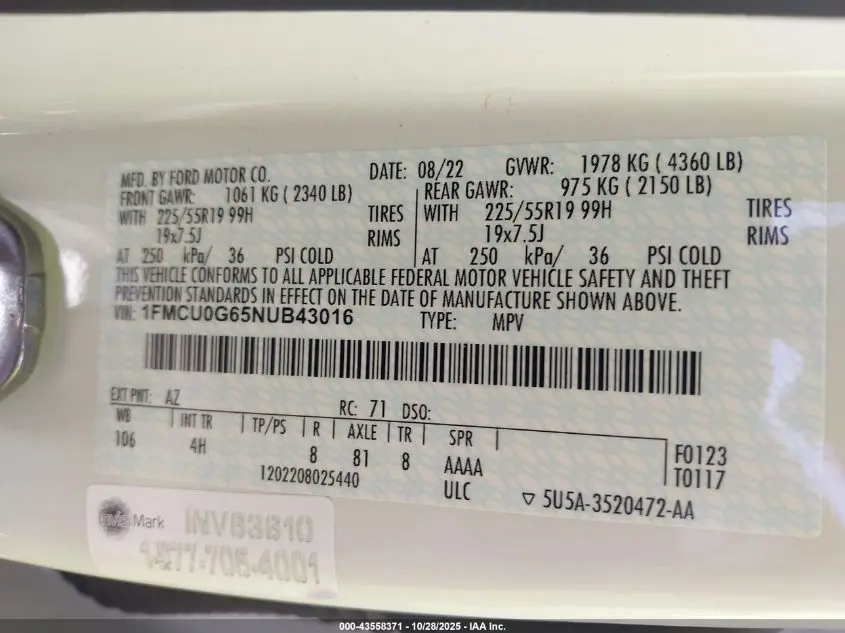 MFD. BY FORD MOTOR CO. DATE: 08/22 GVWR: 1978 KG ( 4360 LB)
FRONT GAWR: 1061 KG ( 2340 LB) REAR GAWR: 975 KG ( 2150 LB)
WITH 225/55R19 99H TIRES WITH 225/55R19 99H TIRES
19x7.5J RIMS 19x7.5J RIMS
AT 250 kPa/ 36 PSI COLD AT 250 kPa/ 36 PSI COLD
THIS VEHICLE CONFORMS TO ALL APPLICABLE FEDERAL MOTOR VEHICLE SAFETY AND THEFT
PREVENTION STANDARDS IN EFFECT ON THE DATE OF MANUFACTURE SHOWN ABOVE.
VIN: 1FMCU0G65NUB43016 TYPE: MPV
EXT PNT: AZ RC: 71 DSO:
WB INT TR TP/PS R AXLE TR SPR
106 4H 8 81 8 AAAA
F0123
T0117
1202208025440 ULC ▽ 5U5A-3520472-AA
Mark INV63610
000-43558371 - 10/28/2025 - IAA Inc.